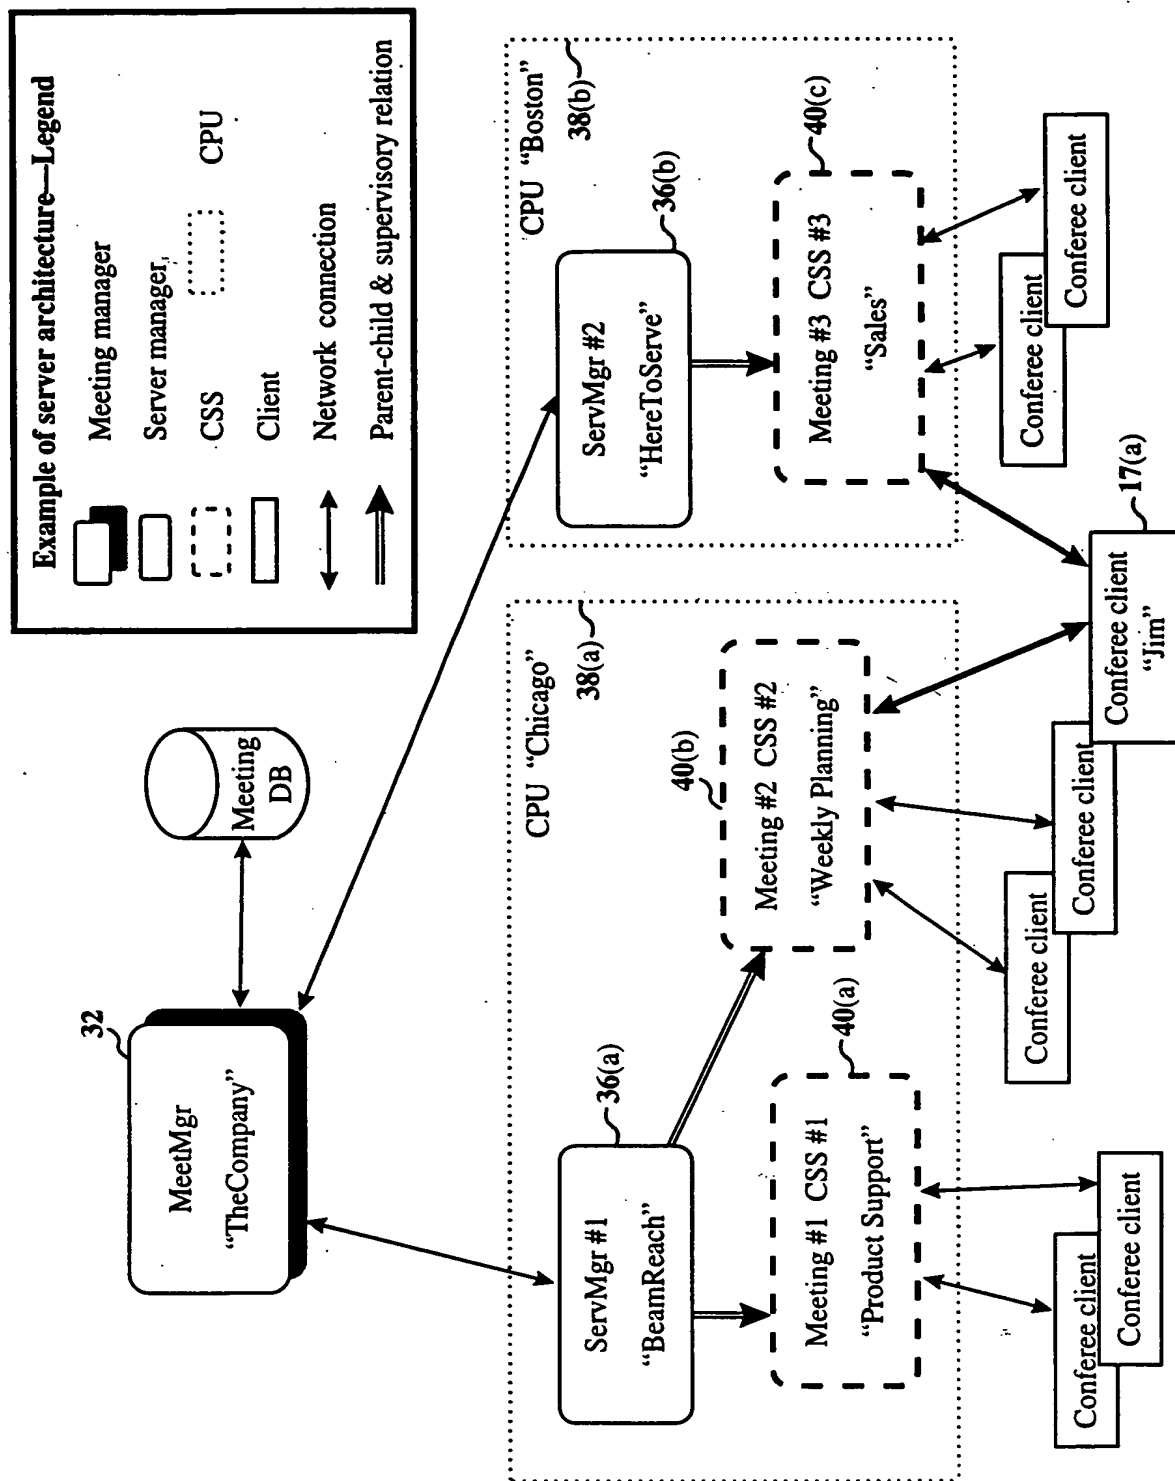 Example of server architecture—Legend
Meeting manager
Server manager
CSS
CPU
Client
Network connection
Parent-child & supervisory relation
32
MeetMgr
“TheCompany”
Meeting
DB
CPU “Chicago”
38(a)
ServMgr #1
“BeamReach”
36(a)
Meeting #1 CSS #1
“Product Support”
40(a)
Meeting #2 CSS #2
“Weekly Planning”
40(b)
CPU “Boston”
38(b)
ServMgr #2
“HereToServe”
36(b)
Meeting #3 CSS #3
“Sales”
40(c)
Conferee client
Conferee client
Conferee client
Conferee client
Conferee client
“Jim”
17(a)
Conferee client
Conferee client